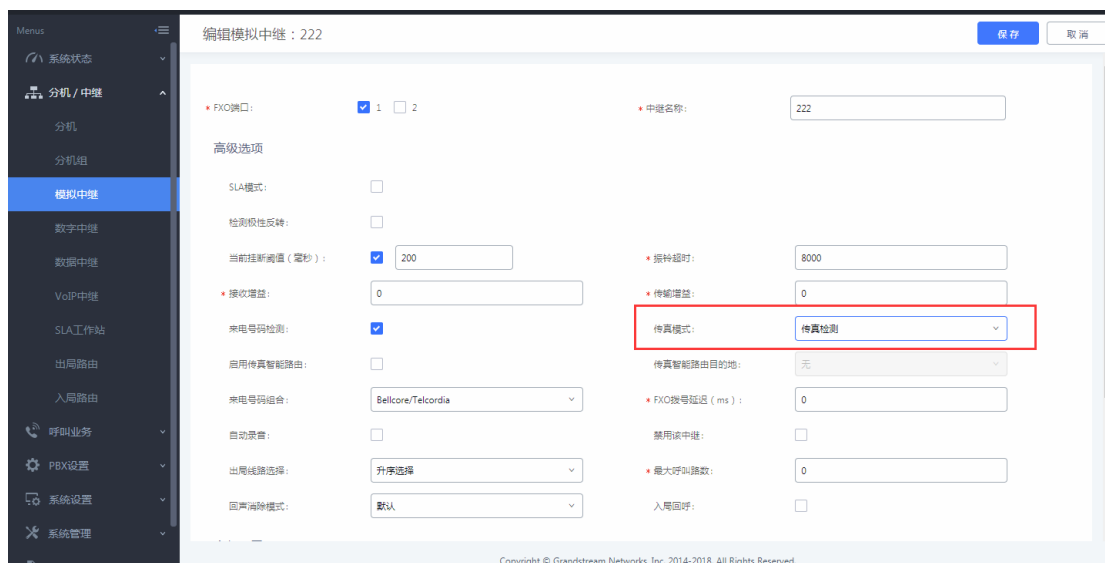 Menus
编辑模拟中继：222
保存
取消
系统状态
分机 / 中继
分机
分机组
模拟中继
数字中继
数据中继
VoIP中继
SLA工作站
出局路由
入局路由
呼叫业务
PBX设置
系统设置
系统管理
* FXO端口: 1 2
* 中继名称: 222
高级选项
SLA模式:
检测极性反转:
当前挂断阈值（毫秒）: 200
* 振铃超时: 8000
* 接收增益: 0
* 传输增益: 0
来电号码检测:
传真模式: 传真检测
启用传真智能路由:
传真智能路由目的地: 无
来电号码组合: Bellcore/Telcordia
* FXO拨号延迟（ms）: 0
自动录音:
禁用该中继:
出局线路选择: 升序选择
* 最大呼叫路数: 0
回声消除模式: 默认
入局回呼:
Copyright © Grandstream Networks, Inc. 2014-2018. All Rights Reserved.